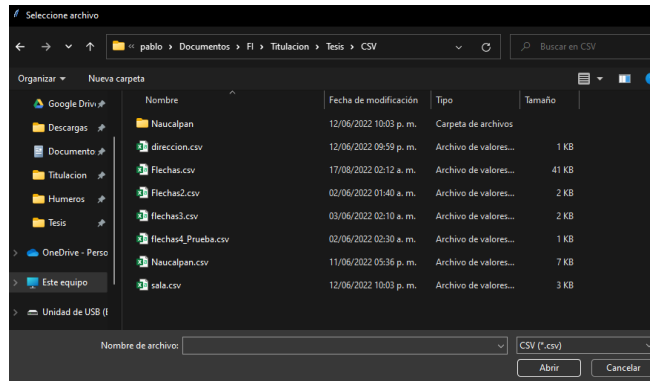 Seleccione archivo
« pablo › Documentos › FI › Titulacion › Tesis › CSV
Buscar en CSV
Organizar
Nueva carpeta
Nombre
Fecha de modificación
Tipo
Tamaño
Google Driv
Descargas
Documento
Titulacion
Humeros
Tesis
OneDrive - Perso
Este equipo
Unidad de USB (E
Naucalpan 12/06/2022 10:03 p. m. Carpeta de archivos
direccion.csv 12/06/2022 09:59 p. m. Archivo de valores... 1 KB
Flechas.csv 17/08/2022 02:12 a. m. Archivo de valores... 41 KB
Flechas2.csv 02/06/2022 01:40 a. m. Archivo de valores... 2 KB
flechas3.csv 03/06/2022 02:10 a. m. Archivo de valores... 2 KB
flechas4_Prueba.csv 02/06/2022 02:30 a. m. Archivo de valores... 1 KB
Naucalpan.csv 11/06/2022 05:36 p. m. Archivo de valores... 7 KB
sala.csv 12/06/2022 10:03 p. m. Archivo de valores... 3 KB
Nombre de archivo:
CSV (*.csv)
Abrir
Cancelar